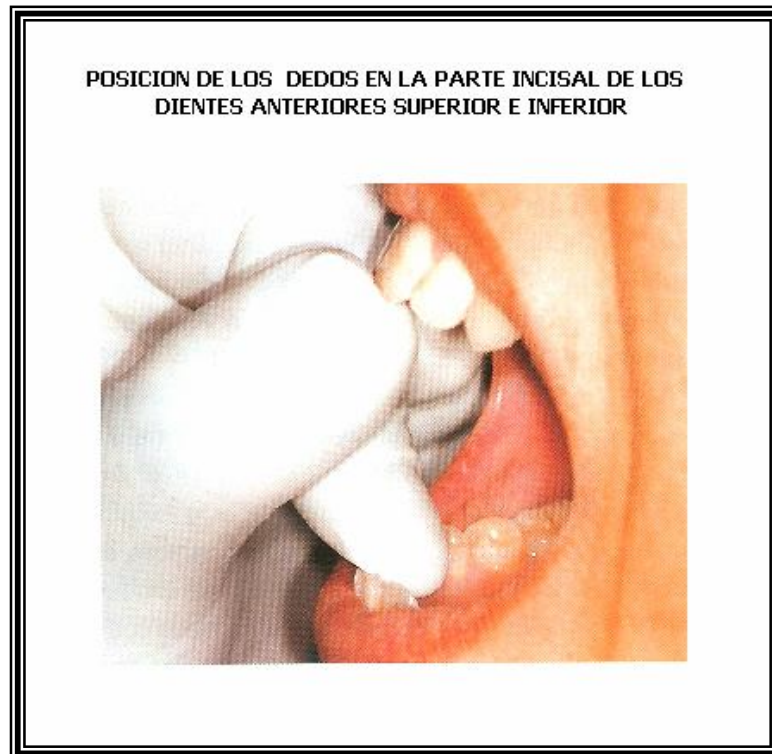 POSICION DE LOS DEDOS EN LA PARTE INCISAL DE LOS
DIENTES ANTERIORES SUPERIOR E INFERIOR